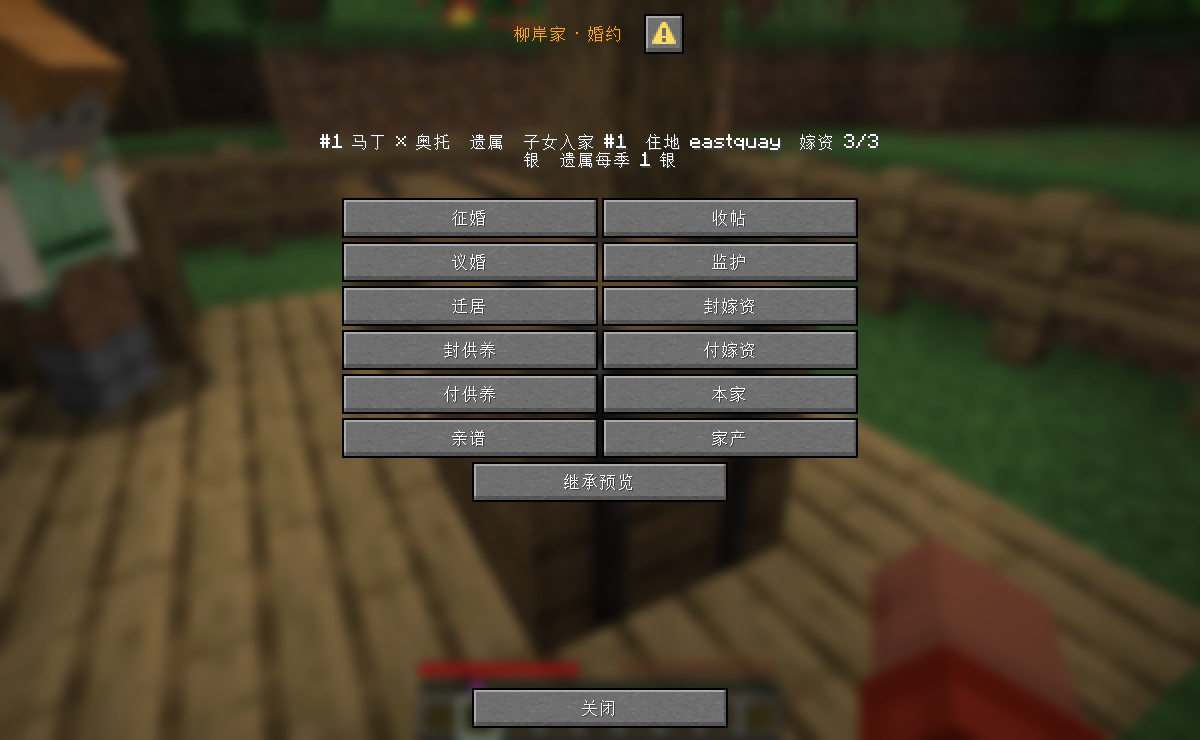 柳岸家 · 婚约
#1 马丁 × 奥托 遗属 子女入家 #1 住地 eastquay 嫁资 3/3
银 遗属每季 1 银
征婚
收帖
议婚
监护
迁居
封嫁资
封供养
付嫁资
付供养
本家
亲谱
家产
继承预览
关闭